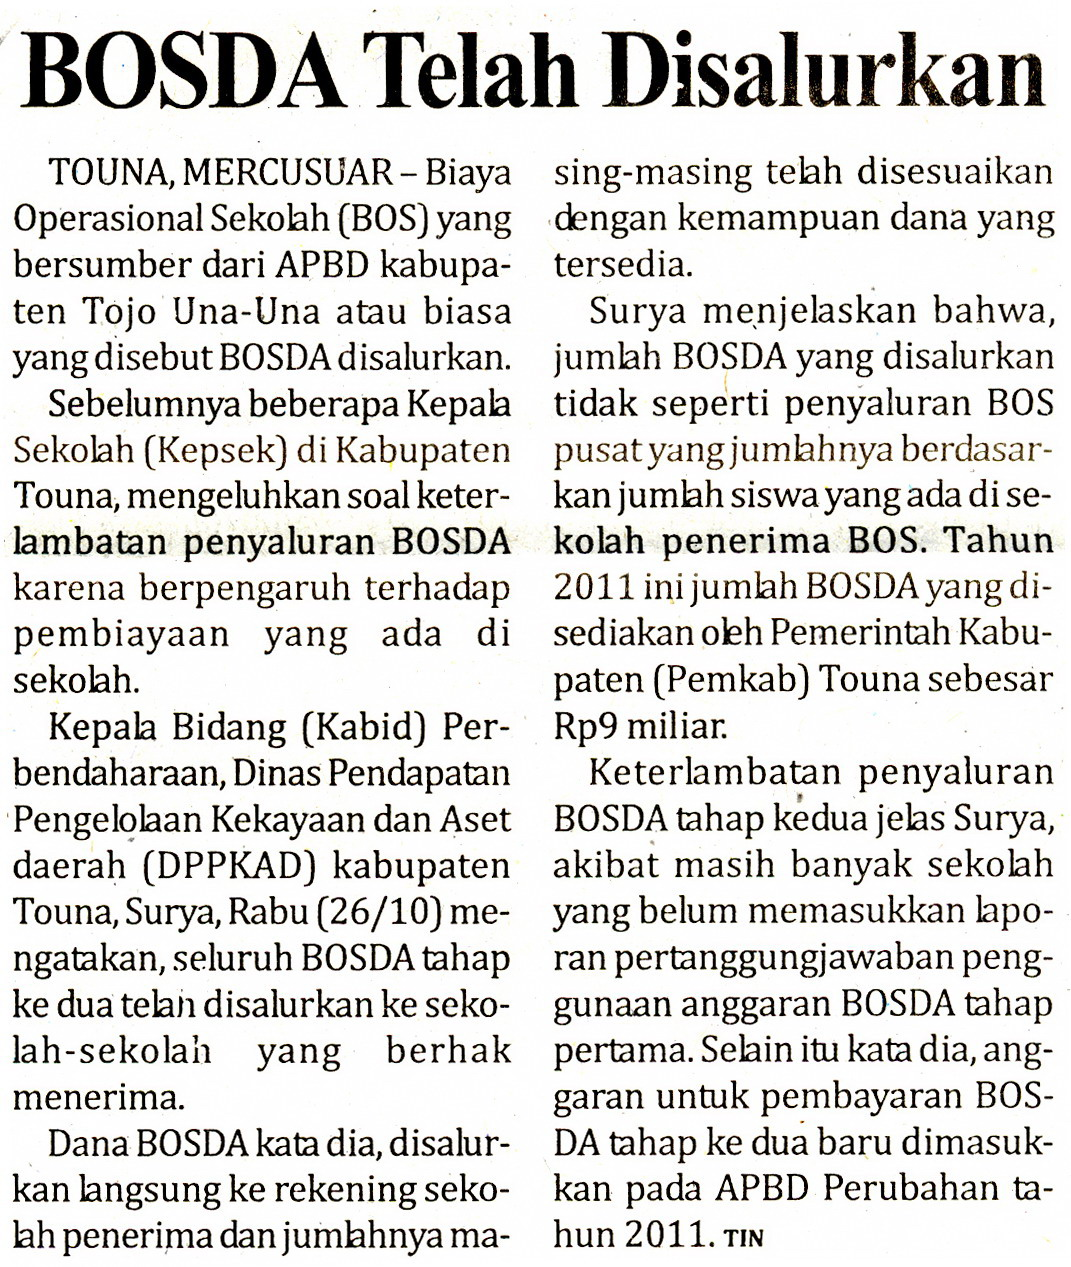 BOSDA Telah Disalurkan
TOUNA, MERCUSUAR – Biaya
Operasional Sekolah (BOS) yang
bersumber dari APBD kabupa-
ten Tojo Una-Una atau biasa
yang disebut BOSDA disalurkan.
Sebelumnya beberapa Kepala
Sekolah (Kepsek) di Kabupaten
Touna, mengeluhkan soal keter-
lambatan penyaluran BOSDA
karena berpengaruh terhadap
pembiayaan yang ada di
sekolah.
Kepala Bidang (Kabid) Per-
bendaharaan, Dinas Pendapatan
Pengelolaan Kekayaan dan Aset
daerah (DPPKAD) kabupaten
Touna, Surya, Rabu (26/10) me-
ngatakan, seluruh BOSDA tahap
ke dua telah disalurkan ke seko-
lah-sekolah yang berhak
menerima.
Dana BOSDA kata dia, disalur-
kan langsung ke rekening seko-
lah penerima dan jumlahnya ma-
sing-masing telah disesuaikan
dengan kemampuan dana yang
tersedia.
Surya menjelaskan bahwa,
jumlah BOSDA yang disalurkan
tidak seperti penyaluran BOS
pusat yang jumlahnya berdasar-
kan jumlah siswa yang ada di se-
kolah penerima BOS. Tahun
2011 ini jumlah BOSDA yang di-
sediakan oleh Pemerintah Kabu-
paten (Pemkab) Touna sebesar
Rp9 miliar.
Keterlambatan penyaluran
BOSDA tahap kedua jelas Surya,
akibat masih banyak sekolah
yang belum memasukkan lapo-
ran pertanggungjawaban peng-
gunaan anggaran BOSDA tahap
pertama. Selain itu kata dia, ang-
garan untuk pembayaran BOS-
DA tahap ke dua baru dimasuk-
kan pada APBD Perubahan ta-
hun 2011. TIN